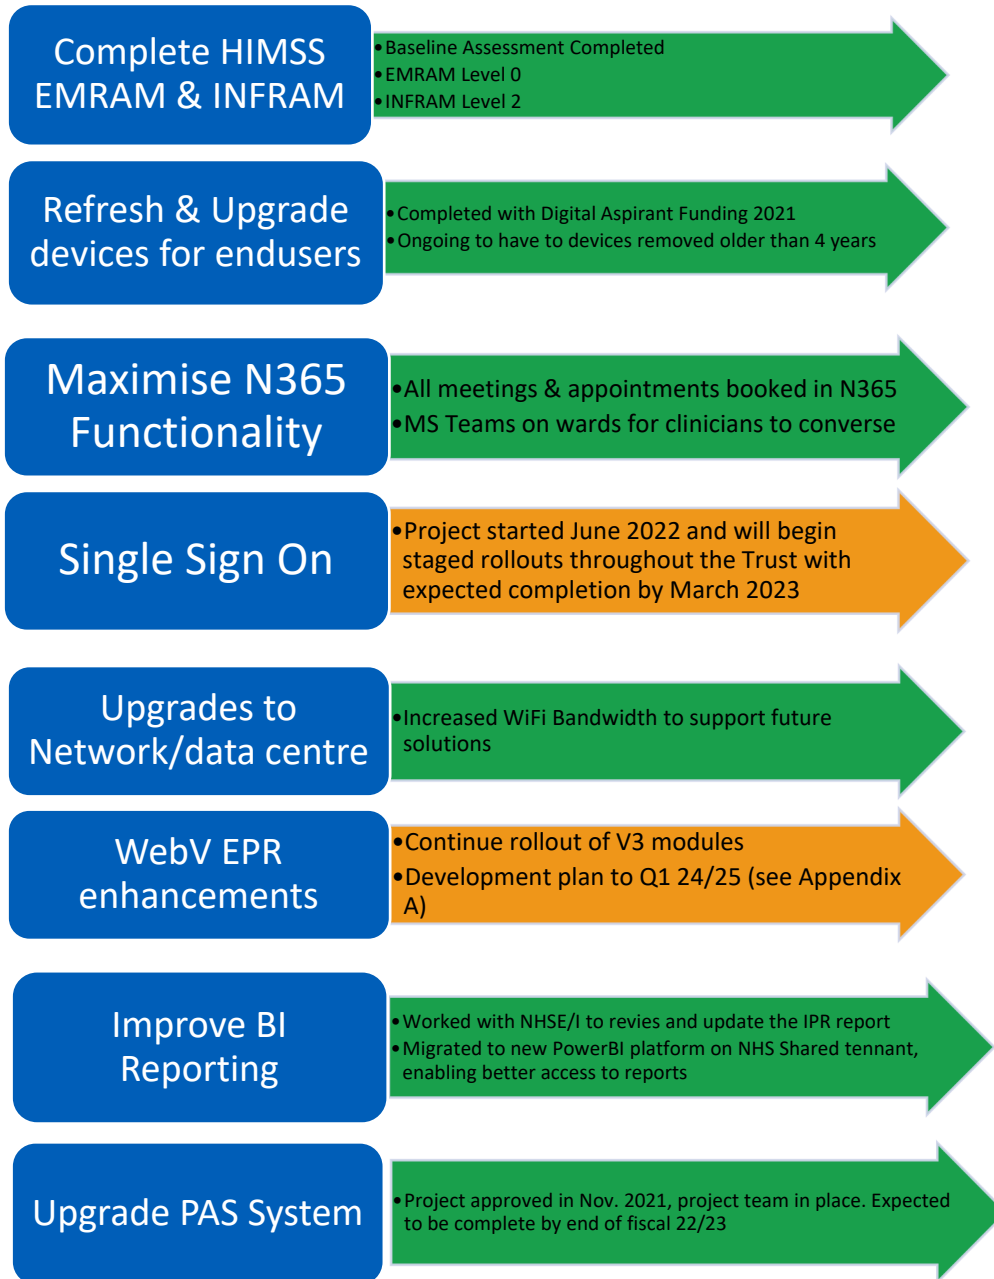 Complete HIMSS
EMRAM & INFRAM
•Baseline Assessment Completed
•EMRAM Level 0
•INFRAM Level 2
Refresh & Upgrade
devices for endusers
•Completed with Digital Aspirant Funding 2021
•Ongoing to have to devices removed older than 4 years
Maximise N365
Functionality
•All meetings & appointments booked in N365
•MS Teams on wards for clinicians to converse
Single Sign On
•Project started June 2022 and will begin
staged rollouts throughout the Trust with
expected completion by March 2023
Upgrades to
Network/data centre
•Increased WiFi Bandwidth to support future
solutions
WebV EPR
enhancements
•Continue rollout of V3 modules
•Development plan to Q1 24/25 (see Appendix
A)
Improve BI
Reporting
•Worked with NHSE/I to revies and update the IPR report
•Migrated to new PowerBI platform on NHS Shared tennant,
enabling better access to reports
Upgrade PAS System
•Project approved in Nov. 2021, project team in place. Expected
to be complete by end of fiscal 22/23